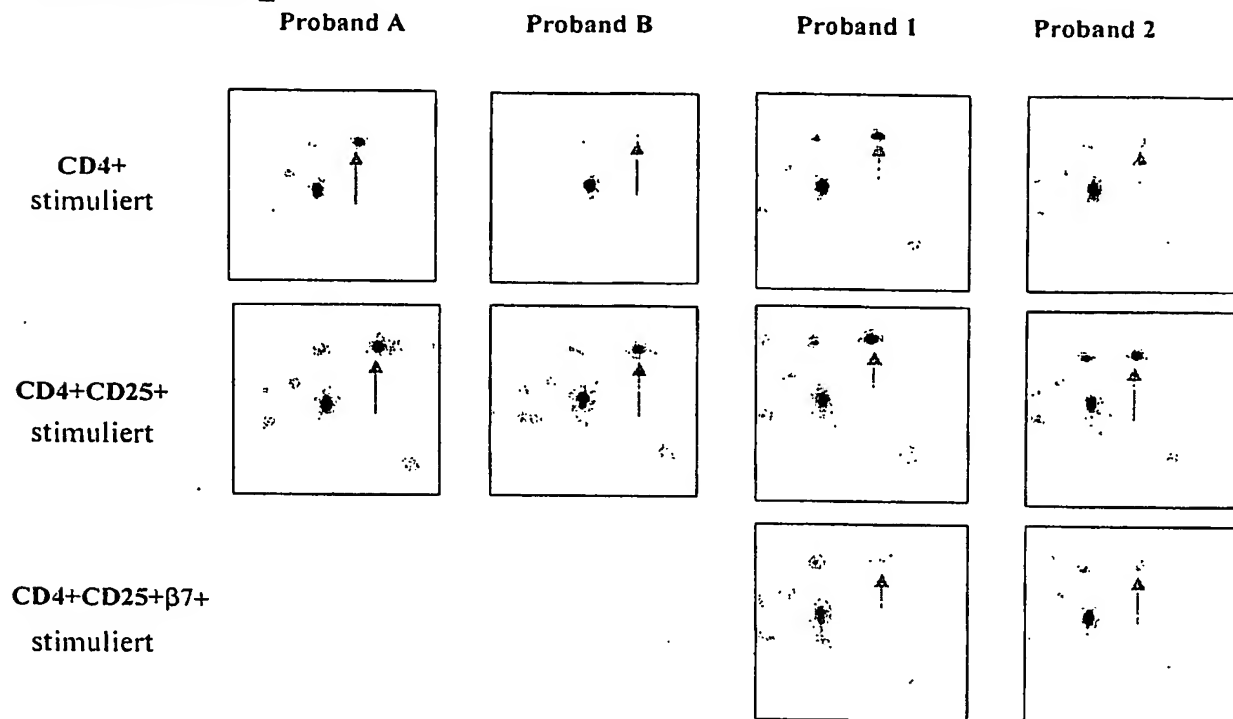 Proband A Proband B Proband 1 Proband 2
CD4+
stimuliert
CD4+CD25+
stimuliert
CD4+CD25+β7+
stimuliert